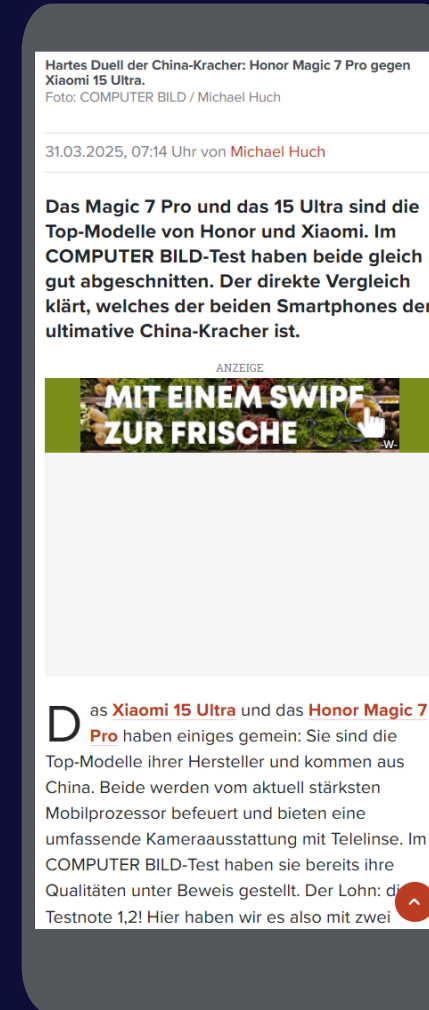 Hartes Duell der China-Kracher: Honor Magic 7 Pro gegen
Xiaomi 15 Ultra.
Foto: COMPUTER BILD / Michael Huch
31.03.2025, 07:14 Uhr von Michael Huch
Das Magic 7 Pro und das 15 Ultra sind die
Top-Modelle von Honor und Xiaomi. Im
COMPUTER BILD-Test haben beide gleich
gut abgeschnitten. Der direkte Vergleich
klärt, welches der beiden Smartphones der
ultimative China-Kracher ist.
ANZEIGE
MIT EINEM SWIPE
ZUR FRISCHE
-W-
Das Xiaomi 15 Ultra und das Honor Magic 7
Pro haben einiges gemein: Sie sind die
Top-Modelle ihrer Hersteller und kommen aus
China. Beide werden vom aktuell stärksten
Mobilprozessor befeuert und bieten eine
umfassende Kameraausstattung mit Telelinse. Im
COMPUTER BILD-Test haben sie bereits ihre
Qualitäten unter Beweis gestellt. Der Lohn:
Testnote 1,2! Hier haben wir es also mit zwei